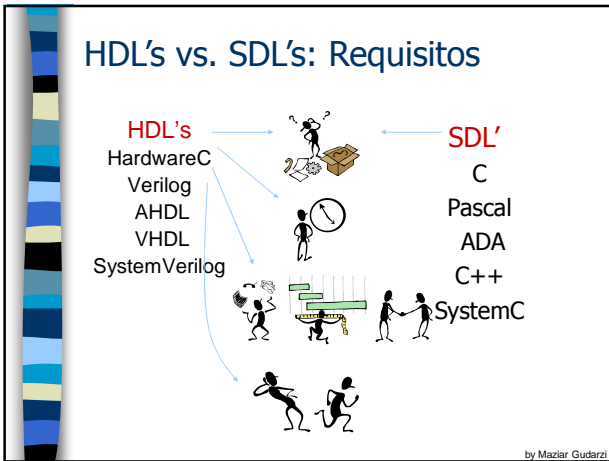 HDL's vs. SDL's: Requisitos
HDL's
HardwareC
Verilog
AHDL
VHDL
SystemVerilog
SDL'
C
Pascal
ADA
C++
SystemC
by Maziar Gudarzi